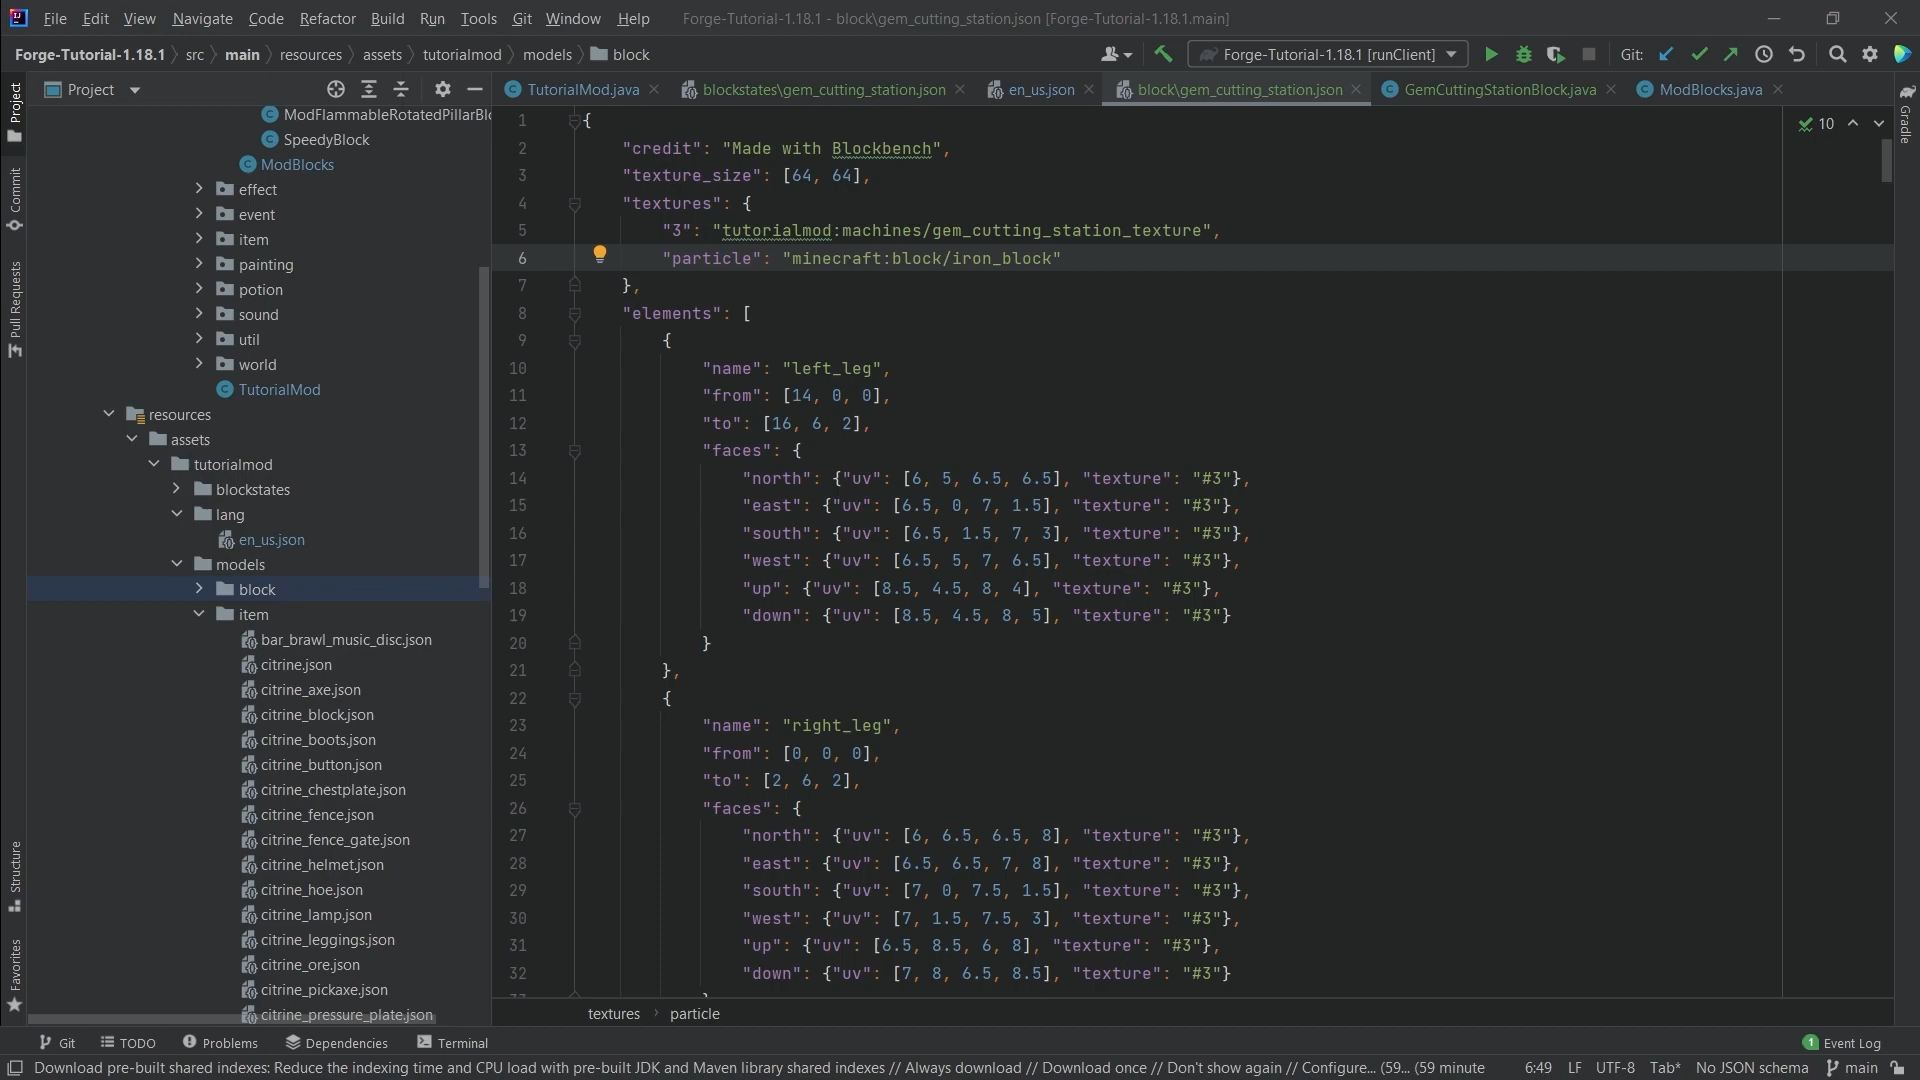 File Edit View Navigate Code Refactor Build Run Tools Git Window Help Forge-Tutorial-1.18.1 - block\gem_cutting_station.json [Forge-Tutorial-1.18.1.main]
Forge-Tutorial-1.18.1 src main resources assets tutorialmod models block Forge-Tutorial-1.18.1 [runClient] Git:
Project
TutorialMod.java blockstates\gem_cutting_station.json en_us.json block\gem_cutting_station.json GemCuttingStationBlock.java ModBlocks.java
Project
Commit
Pull Requests
Structure
Favorites
Gradle
ModFlammableRotatedPillarBlo
SpeedyBlock
ModBlocks
effect
event
item
painting
potion
sound
util
world
TutorialMod
resources
assets
tutorialmod
blockstates
lang
en_us.json
models
block
item
bar_brawl_music_disc.json
citrine.json
citrine_axe.json
citrine_block.json
citrine_boots.json
citrine_button.json
citrine_chestplate.json
citrine_fence.json
citrine_fence_gate.json
citrine_helmet.json
citrine_hoe.json
citrine_lamp.json
citrine_leggings.json
citrine_ore.json
citrine_pickaxe.json
citrine_pressure_plate.json
10
1 {
2 "credit": "Made with Blockbench",
3 "texture_size": [64, 64],
4 "textures": {
5 "3": "tutorialmod:machines/gem_cutting_station_texture",
6 "particle": "minecraft:block/iron_block"
7 },
8 "elements": [
9 {
10 "name": "left_leg",
11 "from": [14, 0, 0],
12 "to": [16, 6, 2],
13 "faces": {
14 "north": {"uv": [6, 5, 6.5, 6.5], "texture": "#3"},
15 "east": {"uv": [6.5, 0, 7, 1.5], "texture": "#3"},
16 "south": {"uv": [6.5, 1.5, 7, 3], "texture": "#3"},
17 "west": {"uv": [6.5, 5, 7, 6.5], "texture": "#3"},
18 "up": {"uv": [8.5, 4.5, 8, 4], "texture": "#3"},
19 "down": {"uv": [8.5, 4.5, 8, 5], "texture": "#3"}
20 }
21 },
22 {
23 "name": "right_leg",
24 "from": [0, 0, 0],
25 "to": [2, 6, 2],
26 "faces": {
27 "north": {"uv": [6, 6.5, 6.5, 8], "texture": "#3"},
28 "east": {"uv": [6.5, 6.5, 7, 8], "texture": "#3"},
29 "south": {"uv": [7, 0, 7.5, 1.5], "texture": "#3"},
30 "west": {"uv": [7, 1.5, 7.5, 3], "texture": "#3"},
31 "up": {"uv": [6.5, 8.5, 6, 8], "texture": "#3"},
32 "down": {"uv": [7, 8, 6.5, 8.5], "texture": "#3"}
textures particle
Git TODO Problems Dependencies Terminal 1 Event Log
Download pre-built shared indexes: Reduce the indexing time and CPU load with pre-built JDK and Maven library shared indexes // Always download // Download once // Don't show again // Configure... (59... (59 minute 6:49 LF UTF-8 Tab* No JSON schema main